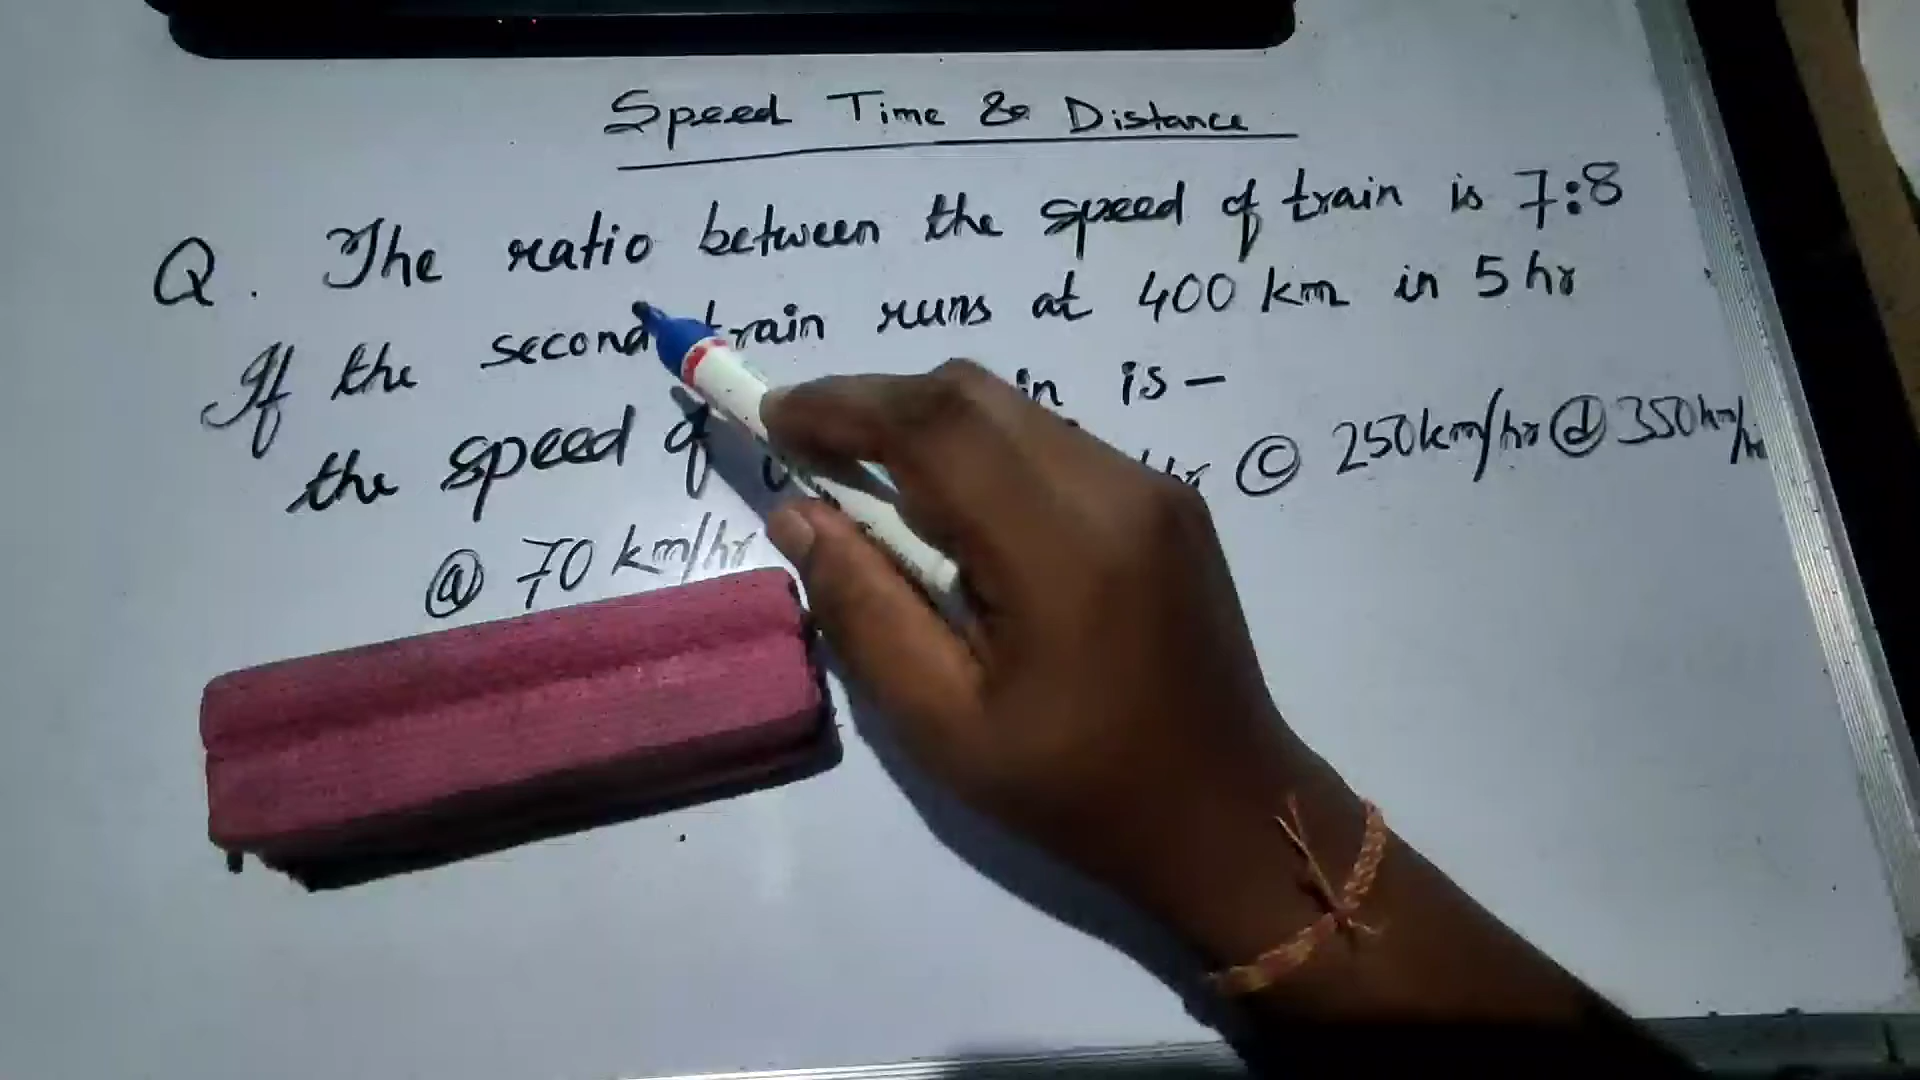 Speed Time & Distance
Q. The ratio between the speed of train is 7:8
If the second train runs at 400 km in 5 hr
the speed of is –
@ 70 km/hr © 250km/hr ⓓ 350km/hr